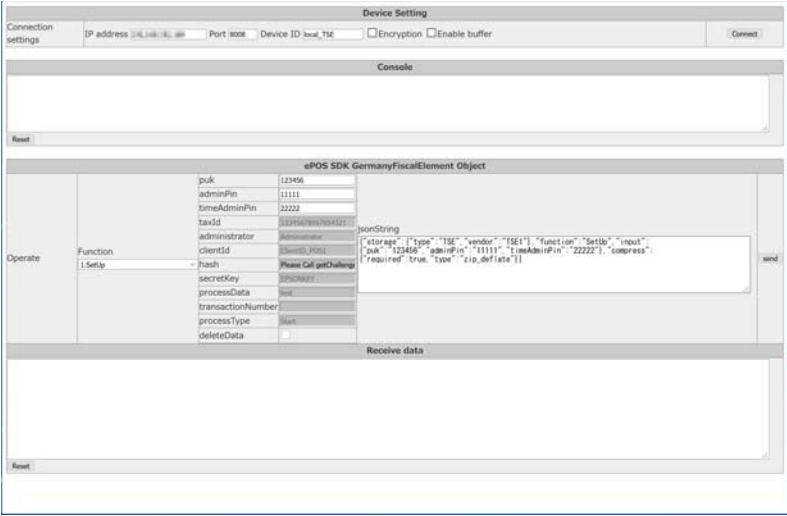 Device Setting
Connection settings
IP address
Port 8008
Device ID local_TSE
Encryption
Enable buffer
Connect
Console
Reset
ePOS SDK GermanyFiscalElement Object
Operate
Function
1.SetUp
puk 123456
adminPin 11111
timeAdminPin 22222
taxId
administrator Administrator
clientId ClientID_POS1
hash Please Call getChallenge
secretKey EPSONKEY
processData test
transactionNumber
processType Start
deleteData
jsonString
{"storage": {"type":"TSE","vendor":"TSE1"},"function":"SetUp","input":
{"puk":"123456","adminPin":"11111","timeAdminPin":"22222"},"compress":
{"required":true,"type":"zip_deflate"}}
send
Receive data
Reset